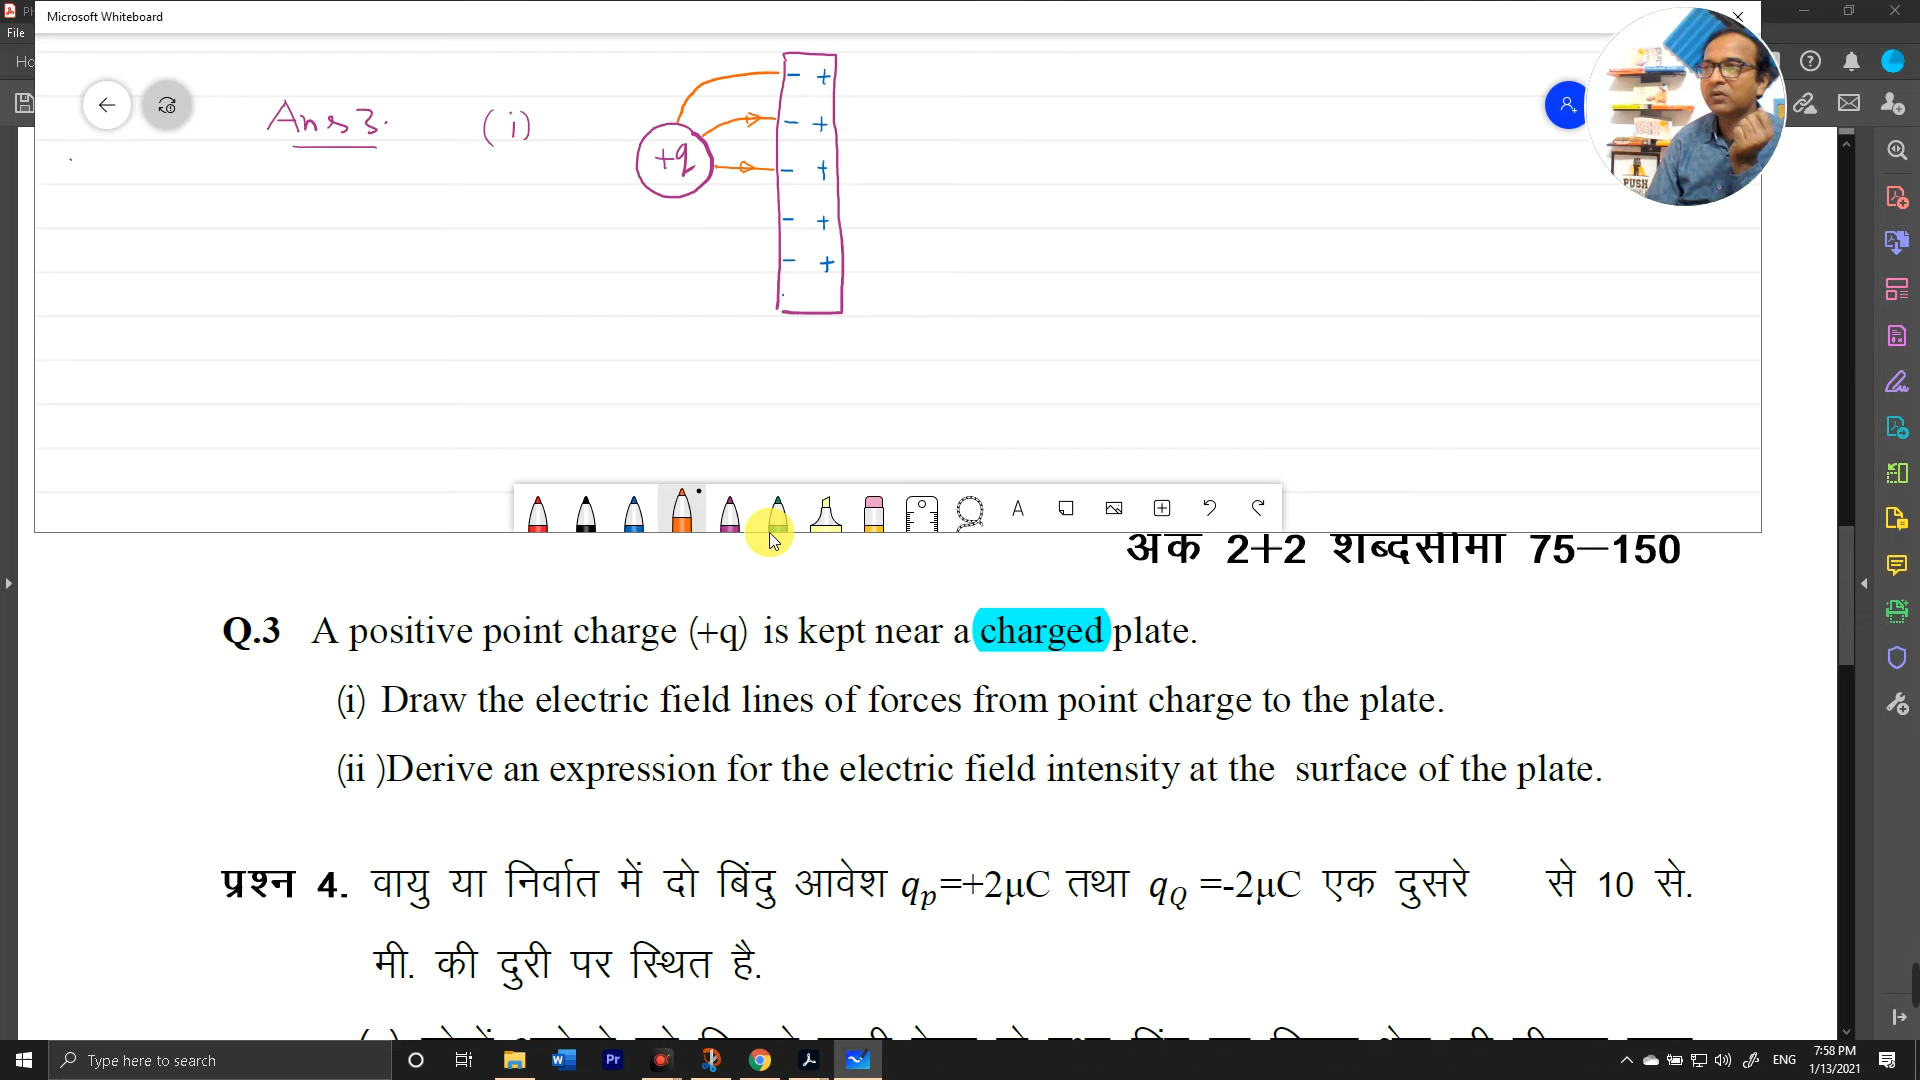 Microsoft Whiteboard
File
Ho
Ans 3. (i)
+q
- +
- +
- +
- +
- +
PUSH
अंक 2+2 शब्दसीमा 75–150
Q.3 A positive point charge (+q) is kept near a charged plate.
(i) Draw the electric field lines of forces from point charge to the plate.
(ii )Derive an expression for the electric field intensity at the surface of the plate.
प्रश्न 4. वायु या निर्वात में दो बिंदु आवेश qp=+2μC तथा qQ =-2μC एक दुसरे से 10 से.
मी. की दुरी पर स्थित है.
Type here to search
ENG
7:58 PM
1/13/2021